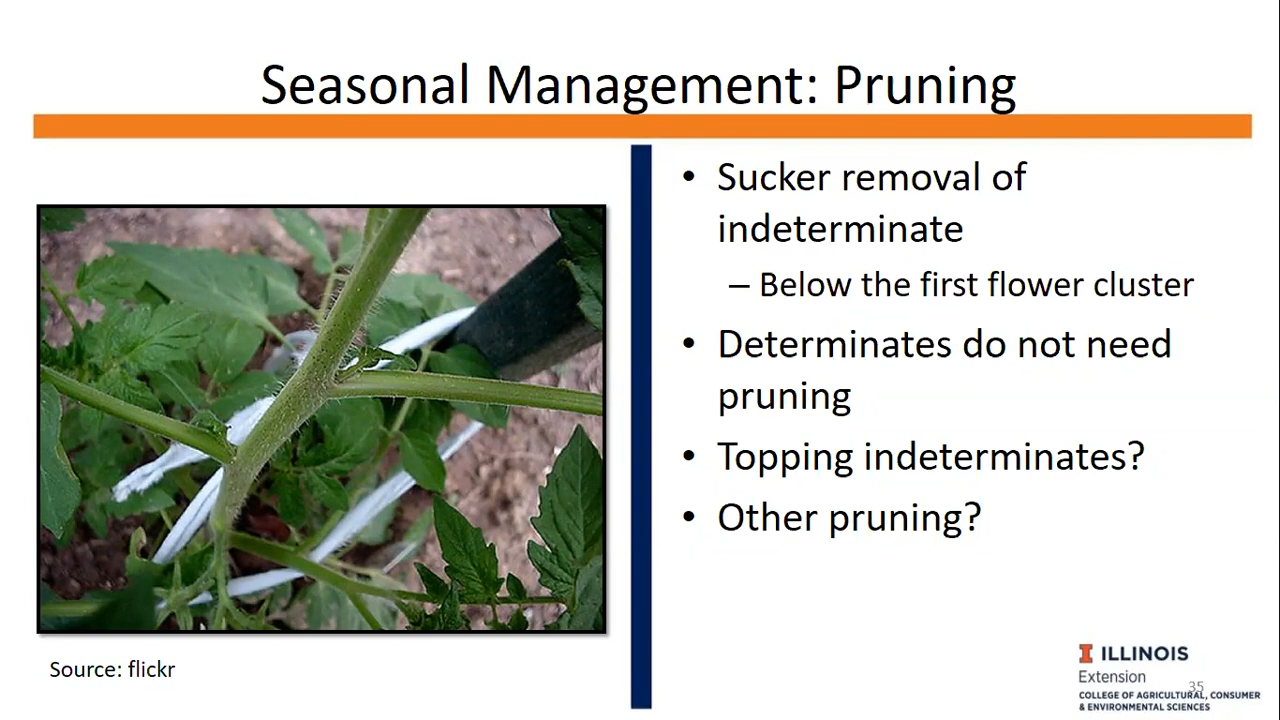 Seasonal Management: Pruning
• Sucker removal of
indeterminate
– Below the first flower cluster
• Determinates do not need
pruning
• Topping indeterminates?
• Other pruning?
Source: flickr
I ILLINOIS
Extension
35
COLLEGE OF AGRICULTURAL, CONSUMER
& ENVIRONMENTAL SCIENCES